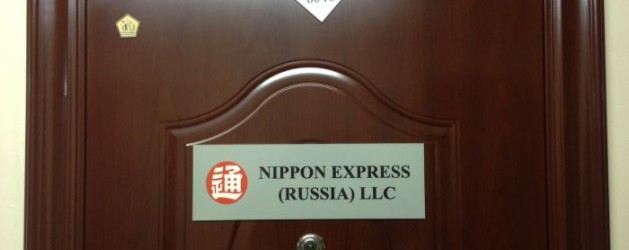 通 NIPPON EXPRESS
(RUSSIA) LLC